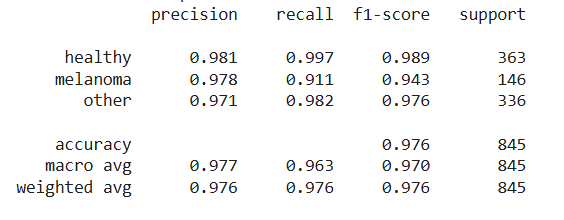 precision recall f1-score support
healthy 0.981 0.997 0.989 363
melanoma 0.978 0.911 0.943 146
other 0.971 0.982 0.976 336
accuracy 0.976 845
macro avg 0.977 0.963 0.970 845
weighted avg 0.976 0.976 0.976 845